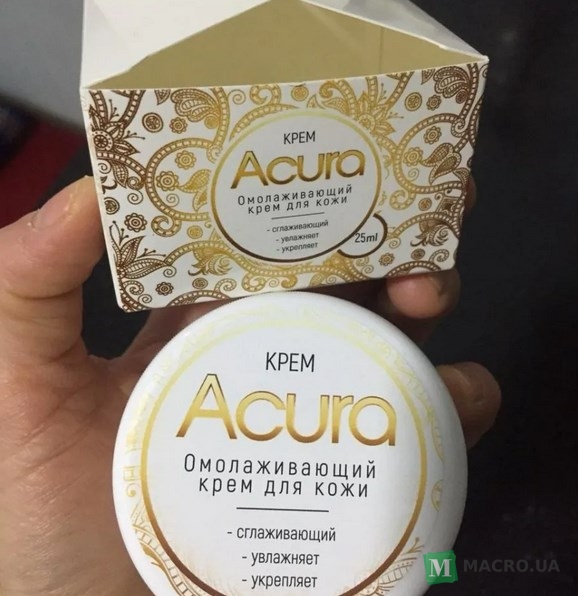 КРЕМ
Acura
Омолаживающий
крем для кожи
- сглаживающий
- увлажняет
- укрепляет
25ml
КРЕМ
Acura
Омолаживающий
крем для кожи
- сглаживающий
- увлажняет
- укрепляет
M MACRO.UA